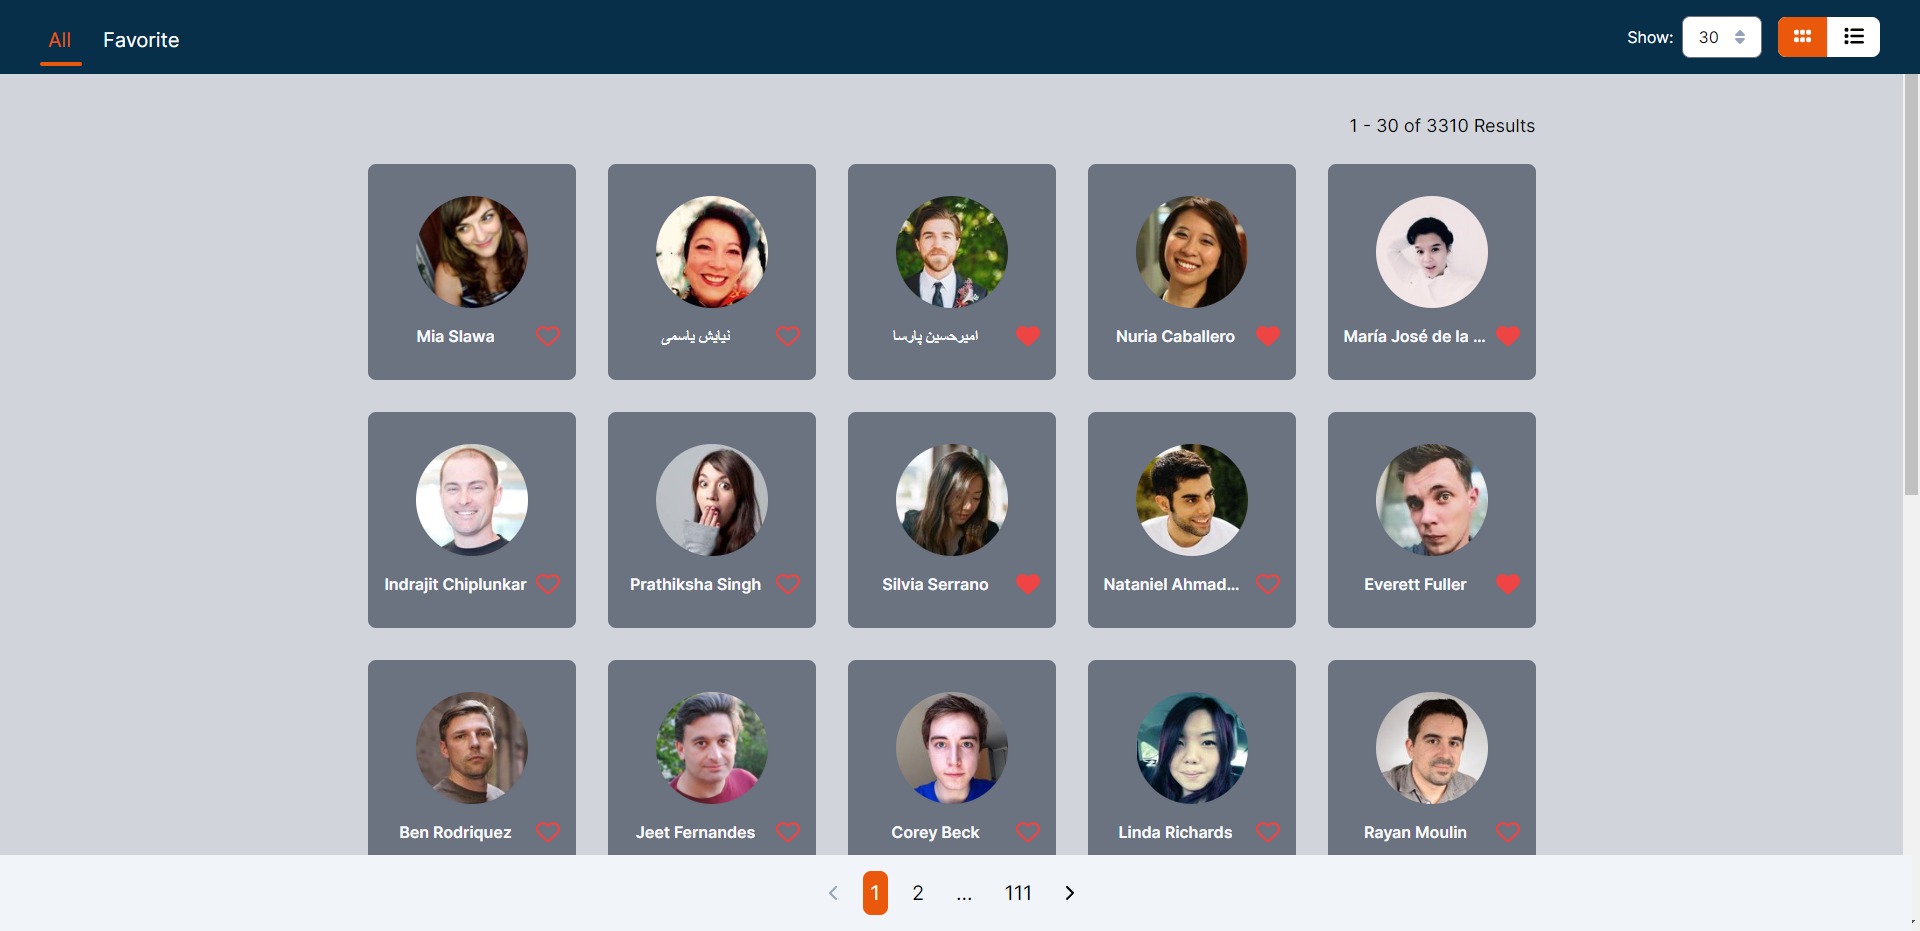 All Favorite Show: 30
1 - 30 of 3310 Results
Mia Slawa نیایش یاسمی امیرحسین پارسا Nuria Caballero María José de la ...
Indrajit Chiplunkar Prathiksha Singh Silvia Serrano Nataniel Ahmad... Everett Fuller
Ben Rodriquez Jeet Fernandes Corey Beck Linda Richards Rayan Moulin
1 2 ... 111